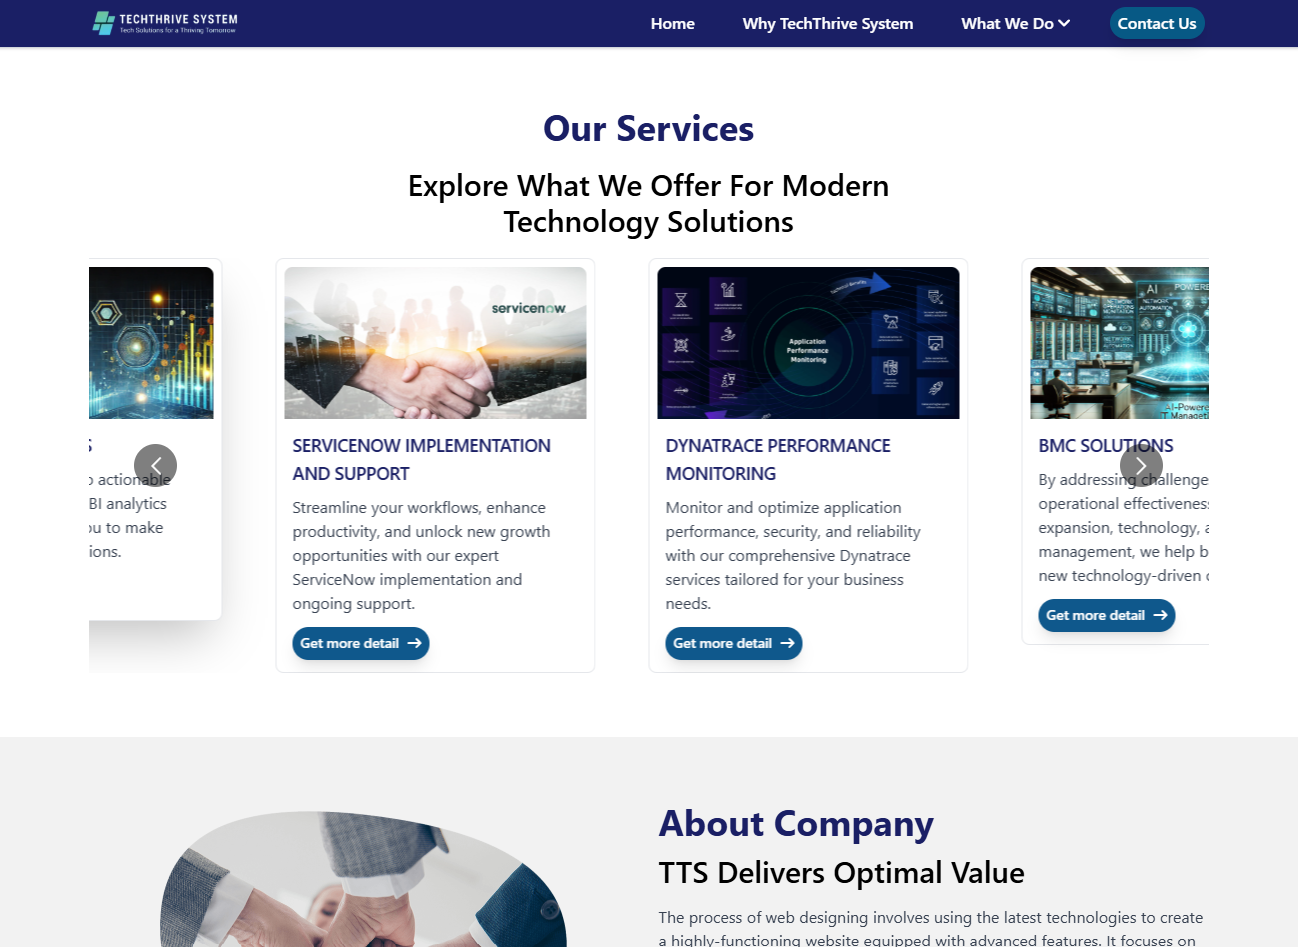 TECHTHRIVE SYSTEM
Tech Solutions for a Thriving Tomorrow
Home
Why TechThrive System
What We Do
Contact Us
Our Services
Explore What We Offer For Modern
Technology Solutions
S
actionable
BI analytics
ou to make
ions.
servicenow
SERVICENOW IMPLEMENTATION
AND SUPPORT
Streamline your workflows, enhance
productivity, and unlock new growth
opportunities with our expert
ServiceNow implementation and
ongoing support.
Get more detail
Technical Benefits
Application
Performance
Monitoring
DYNATRACE PERFORMANCE
MONITORING
Monitor and optimize application
performance, security, and reliability
with our comprehensive Dynatrace
services tailored for your business
needs.
Get more detail
AI POWERE
NETWORK
AUTOMAT
AI-Powere
IT Manageti
BMC SOLUTIONS
By addressing challenge
operational effectiveness
expansion, technology, a
management, we help b
new technology-driven
Get more detail
About Company
TTS Delivers Optimal Value
The process of web designing involves using the latest technologies to create
a highly-functioning website equipped with advanced features. It focuses on